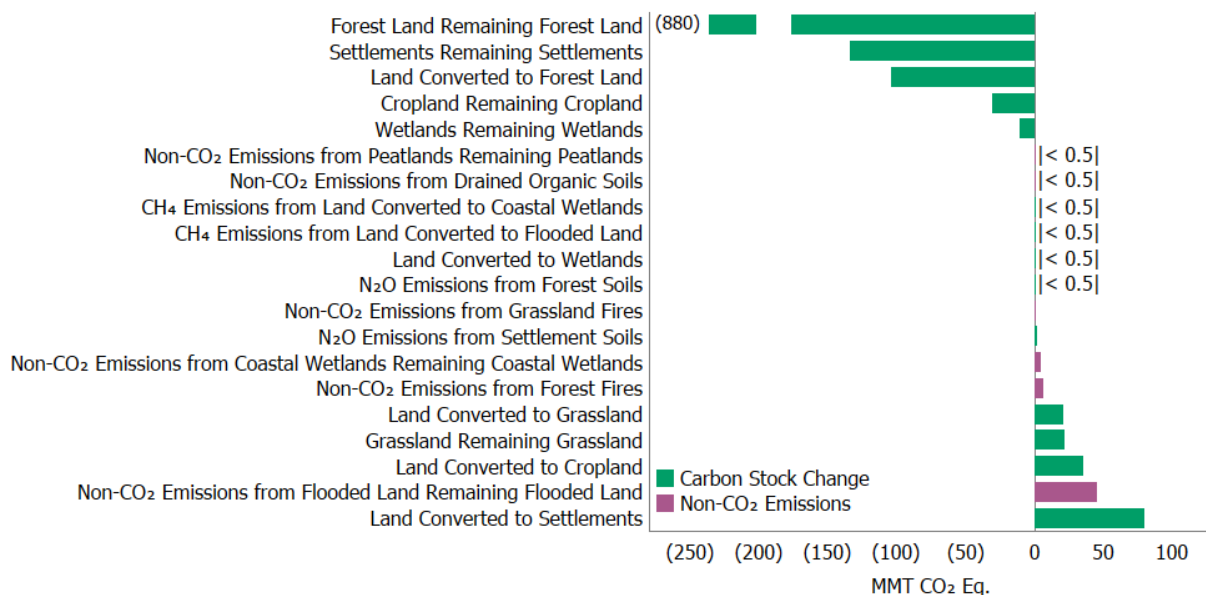 Forest Land Remaining Forest Land (880)
Settlements Remaining Settlements
Land Converted to Forest Land
Cropland Remaining Cropland
Wetlands Remaining Wetlands
Non-CO₂ Emissions from Peatlands Remaining Peatlands |< 0.5|
Non-CO₂ Emissions from Drained Organic Soils |< 0.5|
CH₄ Emissions from Land Converted to Coastal Wetlands |< 0.5|
CH₄ Emissions from Land Converted to Flooded Land |< 0.5|
Land Converted to Wetlands |< 0.5|
N₂O Emissions from Forest Soils |< 0.5|
Non-CO₂ Emissions from Grassland Fires
N₂O Emissions from Settlement Soils
Non-CO₂ Emissions from Coastal Wetlands Remaining Coastal Wetlands
Non-CO₂ Emissions from Forest Fires
Land Converted to Grassland
Grassland Remaining Grassland
Land Converted to Cropland
Non-CO₂ Emissions from Flooded Land Remaining Flooded Land
Land Converted to Settlements
Carbon Stock Change
Non-CO₂ Emissions
(250) (200) (150) (100) (50) 0 50 100
MMT CO₂ Eq.